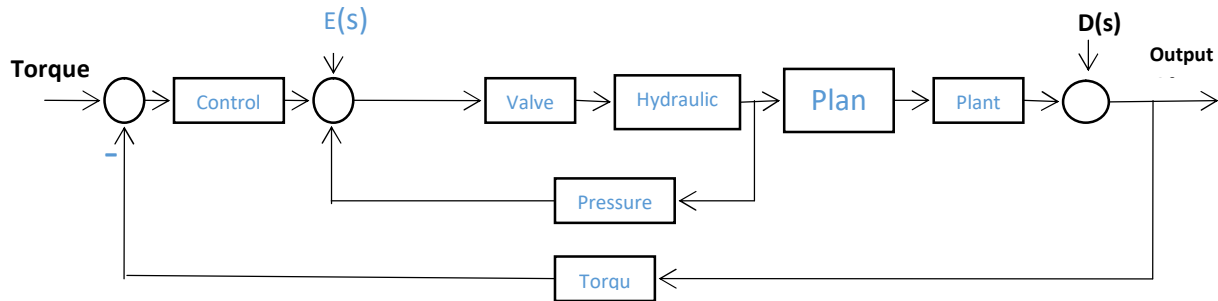 E(s)
D(s)
Torque
Output
Control
Valve
Hydraulic
Plan
Plant
-
Pressure
Torqu